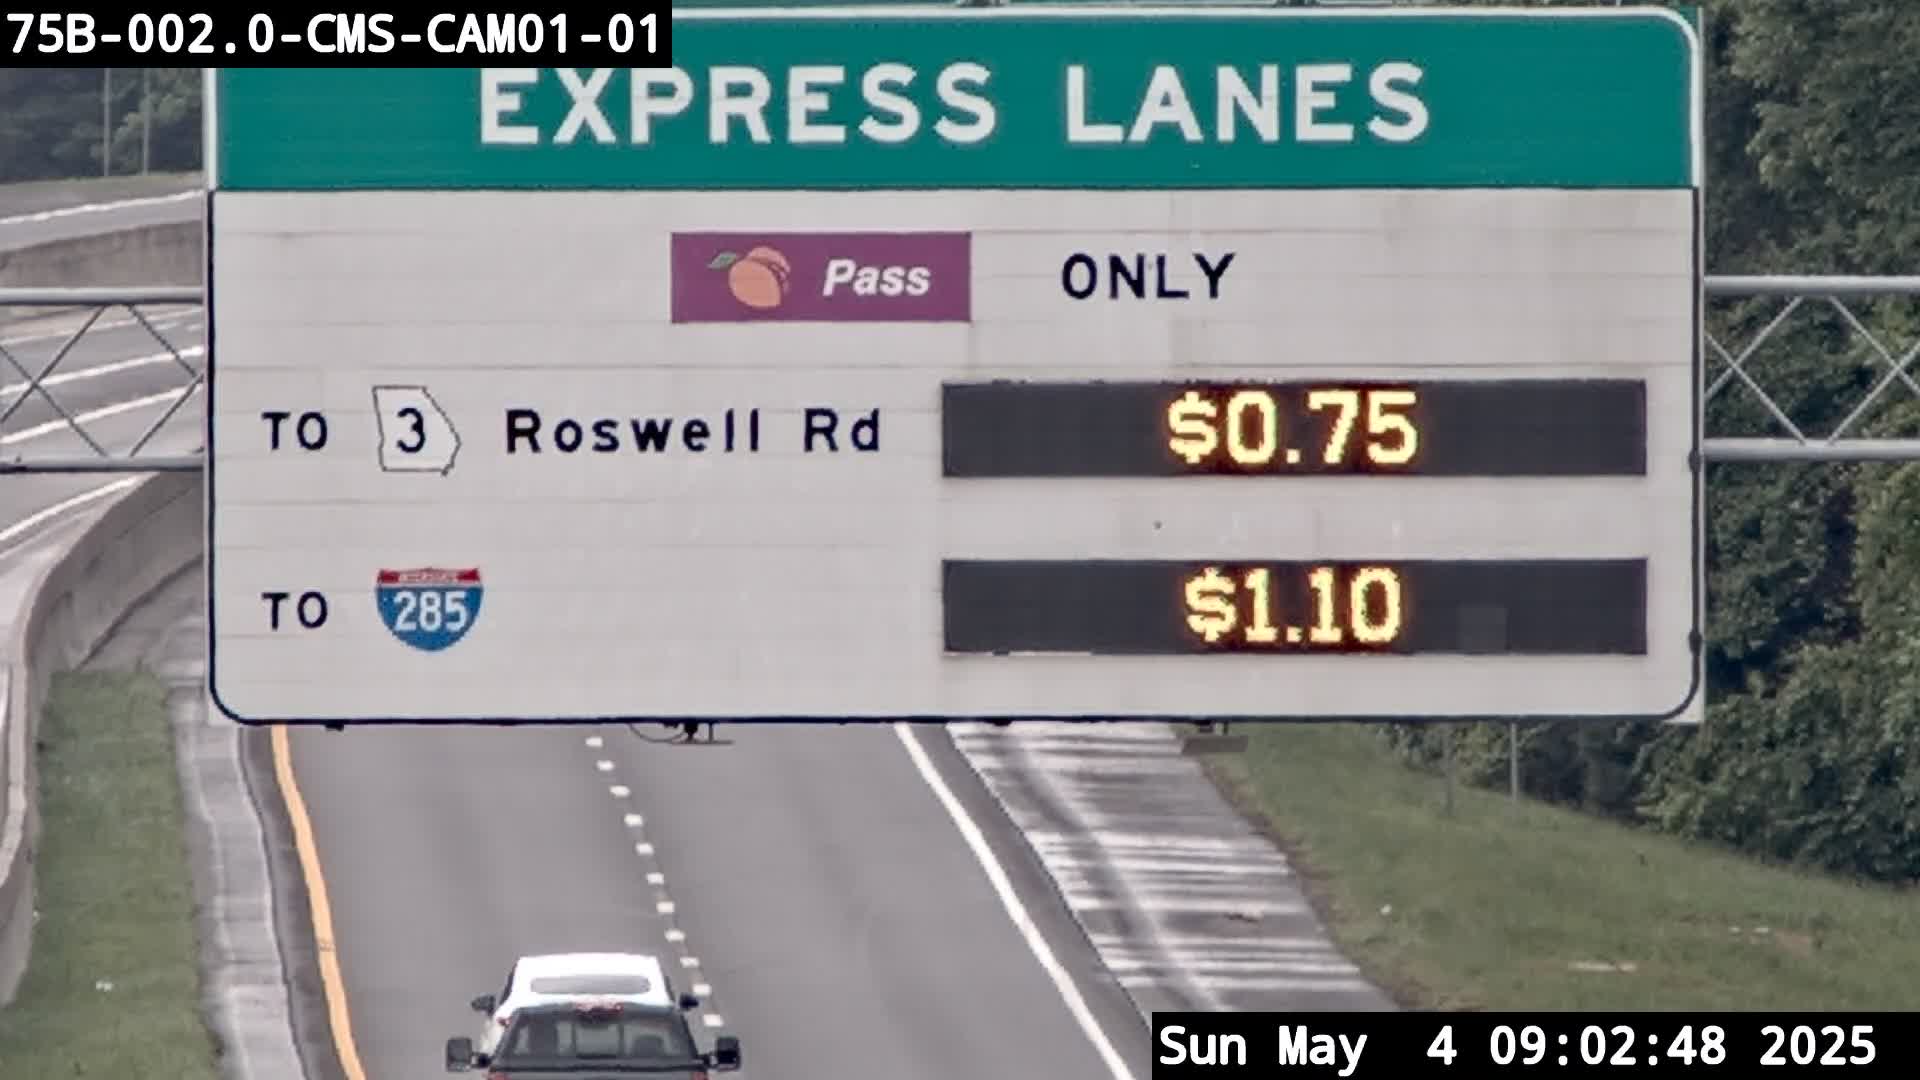 75B-002.0-CMS-CAM01-01
EXPRESS LANES
Pass ONLY
TO 3 Roswell Rd $0.75
TO 285 $1.10
Sun May 4 09:02:48 2025